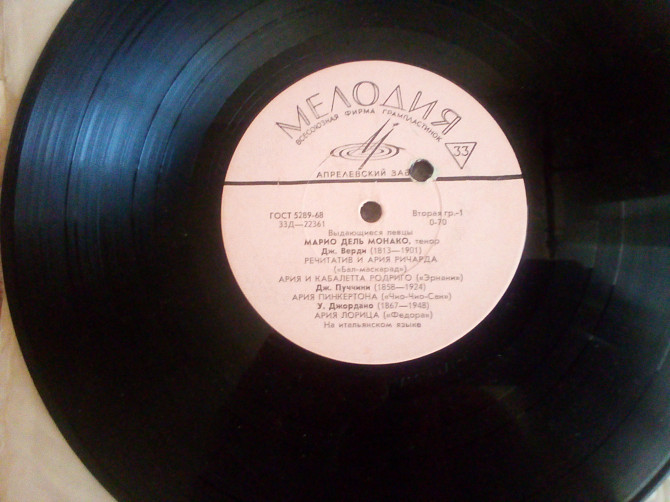 МЕЛОДИЯ
ВСЕСОЮЗНАЯ ФИРМА ГРАМПЛАСТИНОК
33
АПРЕЛЕВСКИЙ ЗАВ
ГОСТ 5289-68 Вторая гр.-1
33Д—22361 0-70
Выдающиеся певцы
МАРИО ДЕЛЬ МОНАКО, тенор
Дж. Верди (1813—1901)
РЕЧИТАТИВ И АРИЯ РИЧАРДА
(«Бал-маскарад»)
АРИЯ И КАБАЛЕТТА РОДРИГО («Эрнани»)
Дж. Пуччини (1858—1924)
АРИЯ ПИНКЕРТОНА («Чио-Чио-Сан»)
У. Джордано (1867—1948)
АРИЯ ЛОРИЦА («Федора»)
На итальянском языке